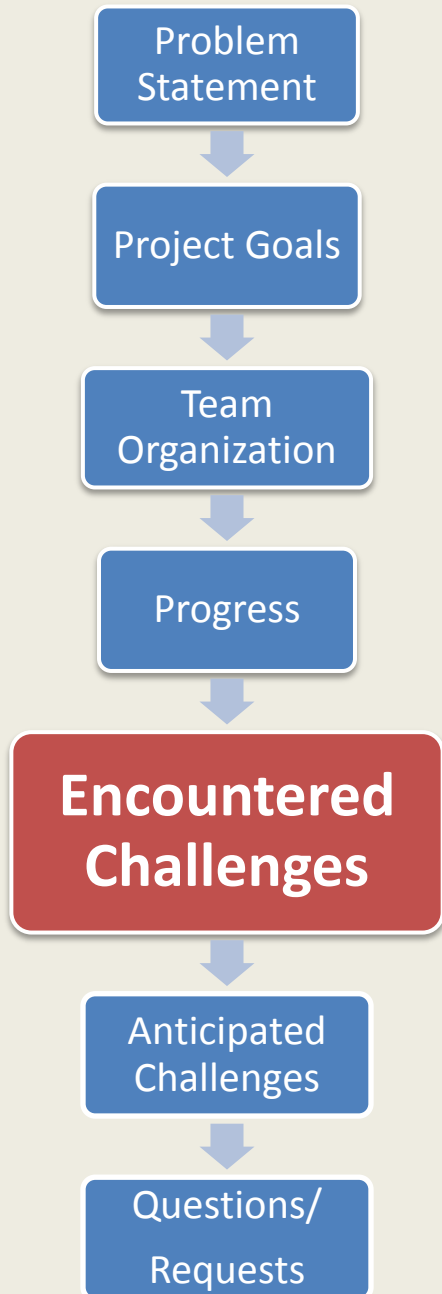 Problem
Statement
Project Goals
Team
Organization
Progress
Encountered
Challenges
Anticipated
Challenges
Questions/
Requests